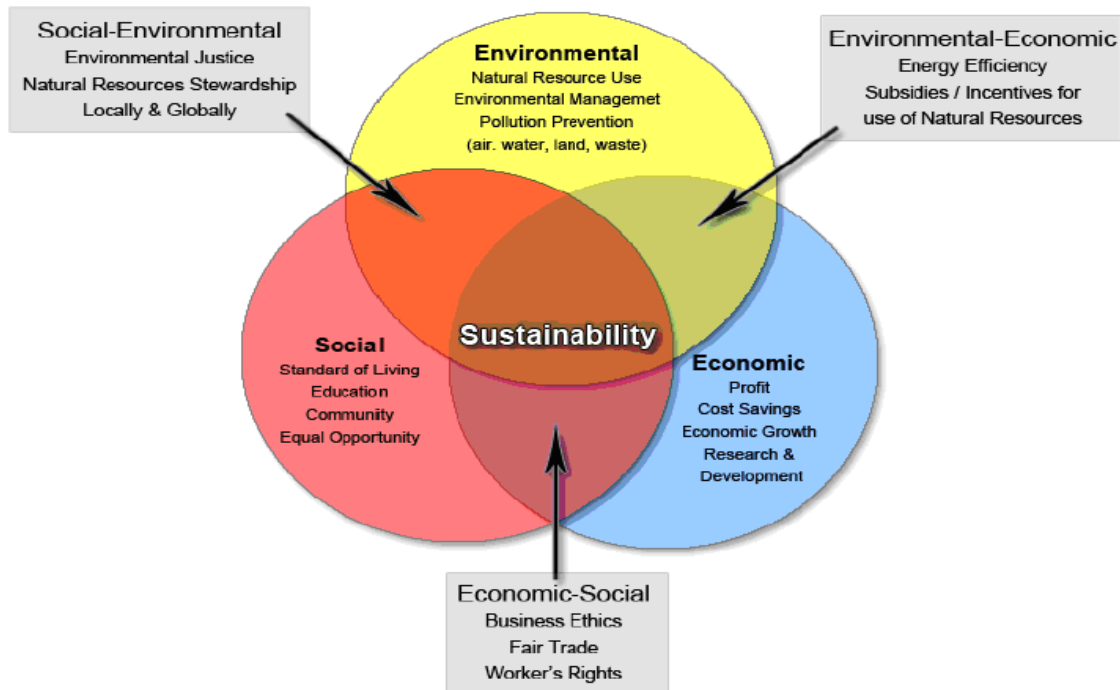 Social-Environmental
Environmental Justice
Natural Resources Stewardship
Locally & Globally
Environmental
Natural Resource Use
Environmental Managemet
Pollution Prevention
(air. water, land, waste)
Environmental-Economic
Energy Efficiency
Subsidies / Incentives for
use of Natural Resources
Sustainability
Social
Standard of Living
Education
Community
Equal Opportunity
Economic
Profit
Cost Savings
Economic Growth
Research &
Development
Economic-Social
Business Ethics
Fair Trade
Worker's Rights